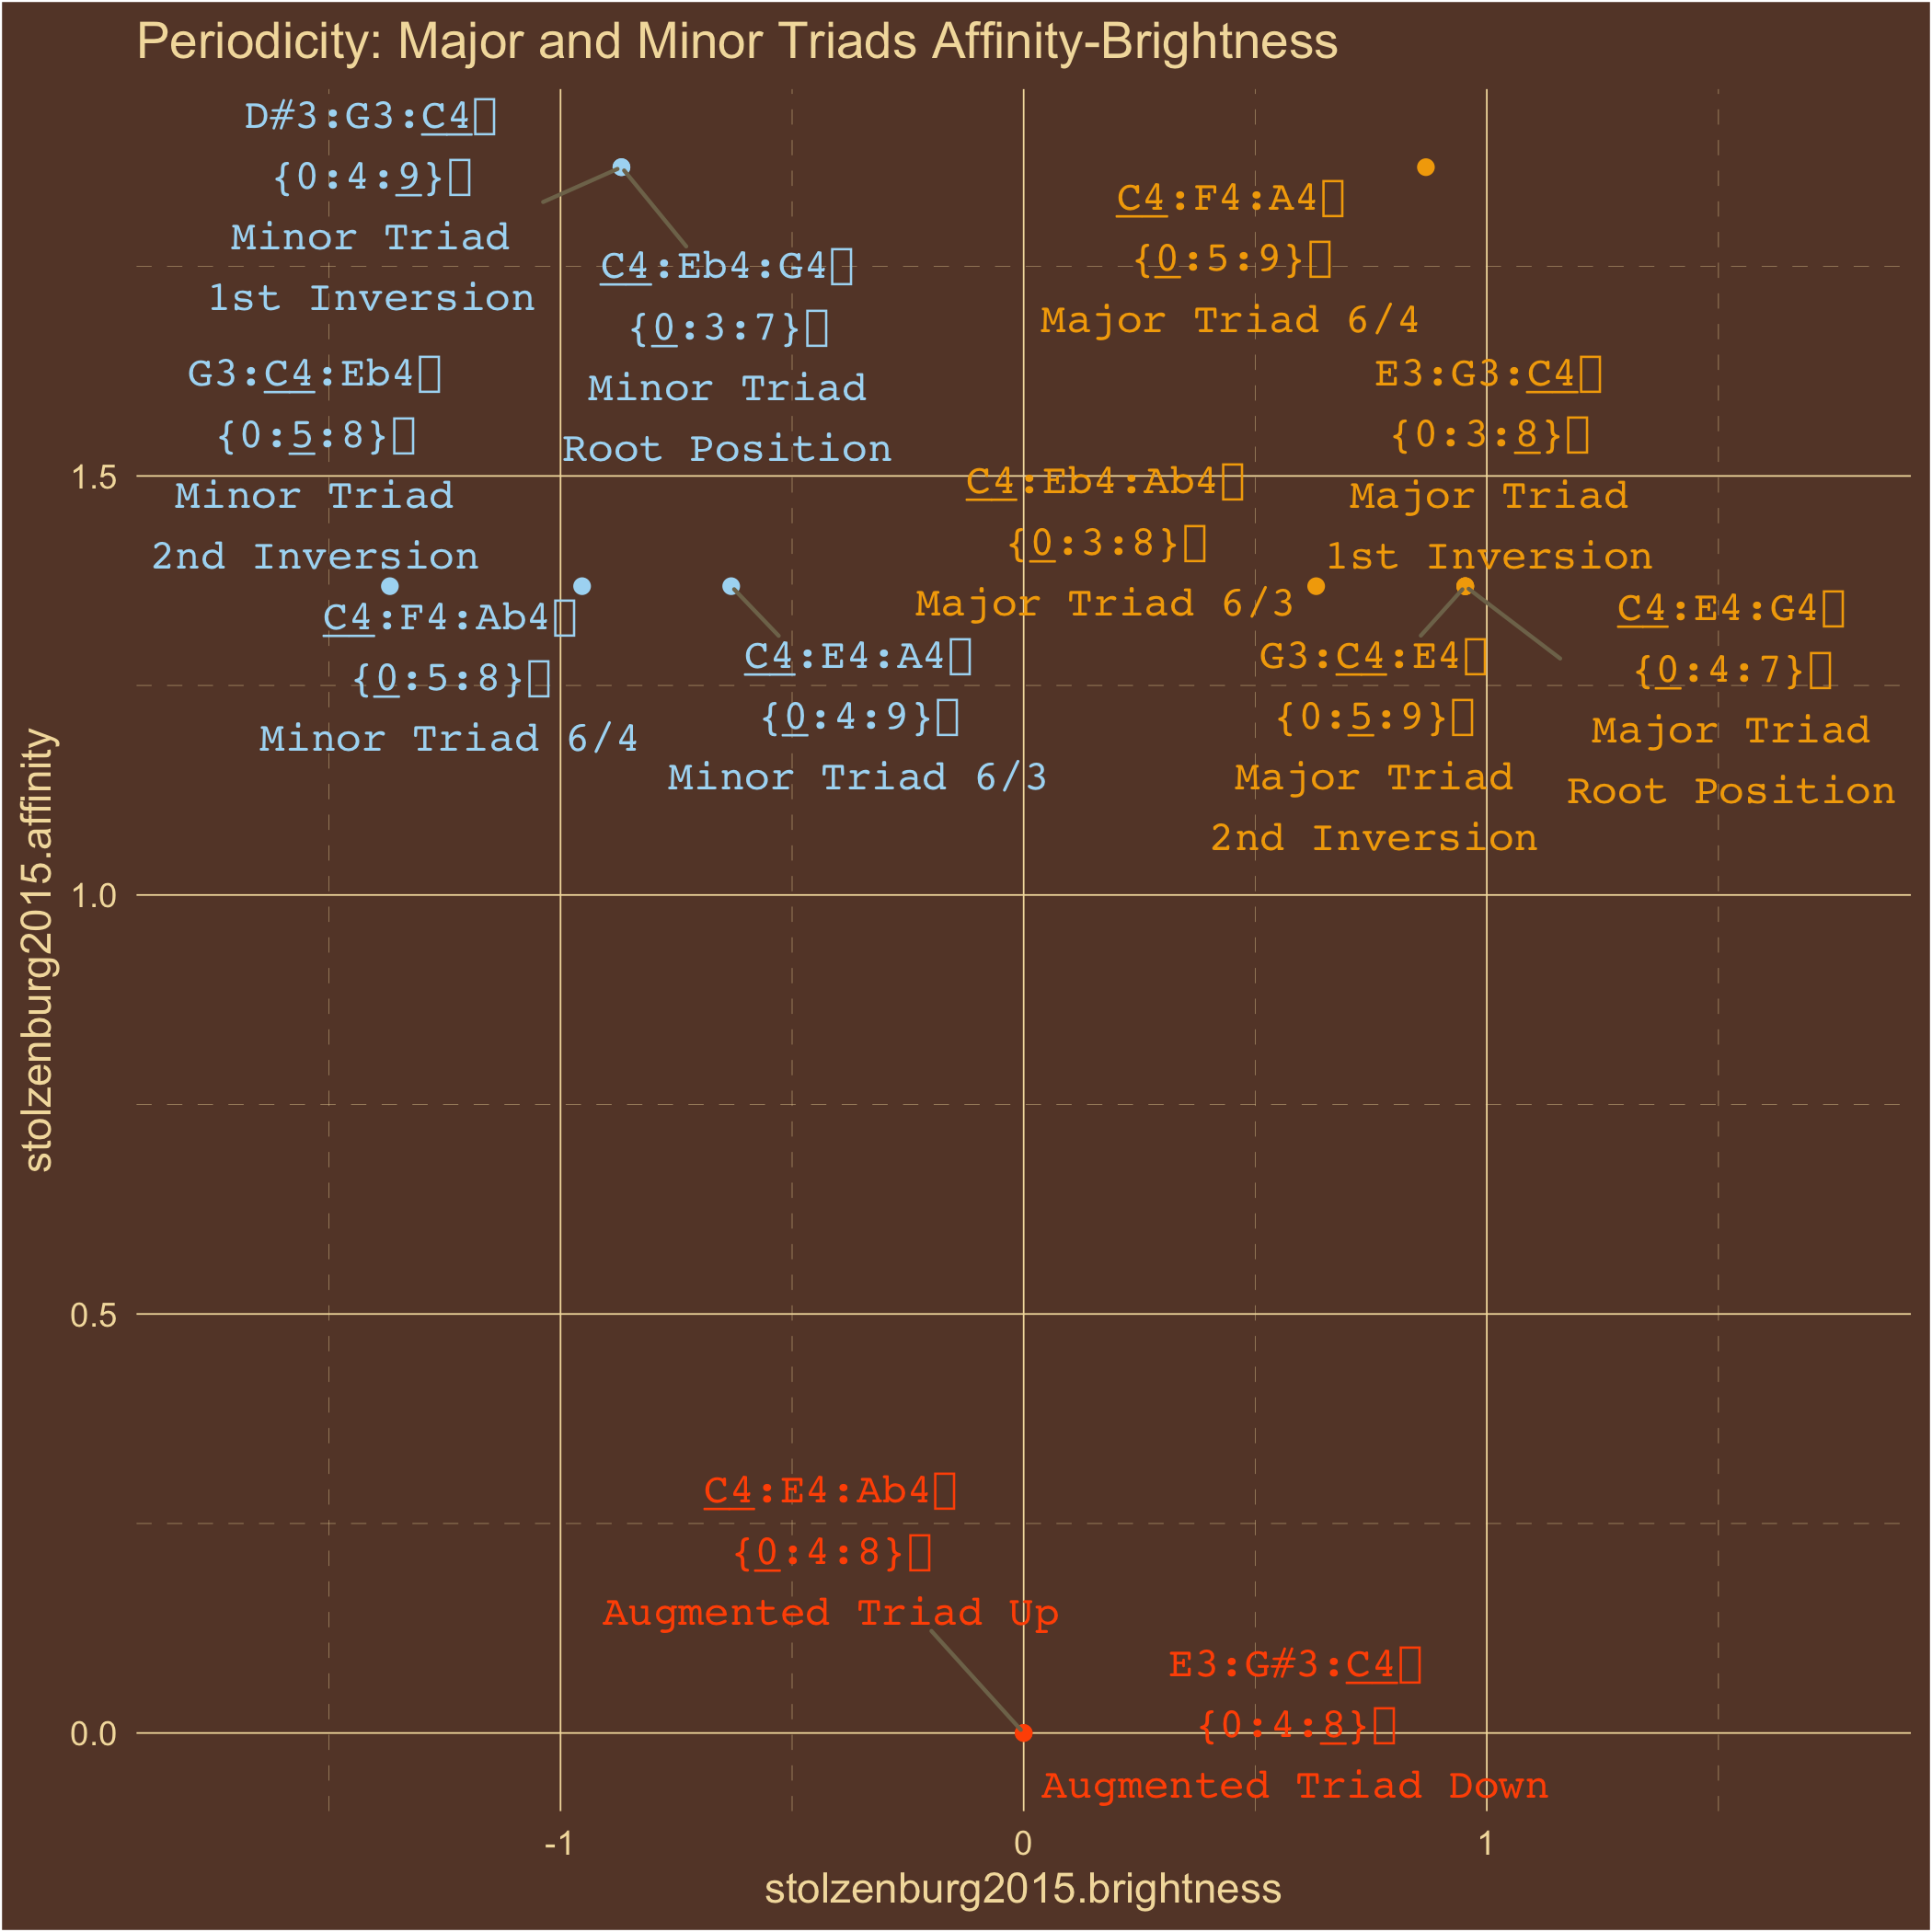 Periodicity: Major and Minor Triads Affinity-Brightness
D#3:G3:C4
{0:4:9}
Minor Triad
1st Inversion
C4:Eb4:G4
{0:3:7}
Minor Triad
Root Position
C4:F4:A4
{0:5:9}
Major Triad 6/4
G3:C4:Eb4
{0:5:8}
Minor Triad
2nd Inversion
E3:G3:C4
{0:3:8}
Major Triad
1st Inversion
C4:Eb4:Ab4
{0:3:8}
Major Triad 6/3
C4:F4:Ab4
{0:5:8}
Minor Triad 6/4
C4:E4:A4
{0:4:9}
Minor Triad 6/3
G3:C4:E4
{0:5:9}
Major Triad
2nd Inversion
C4:E4:G4
{0:4:7}
Major Triad
Root Position
C4:E4:Ab4
{0:4:8}
Augmented Triad Up
E3:G#3:C4
{0:4:8}
Augmented Triad Down
1.5
1.0
0.5
0.0
-1
0
1
stolzenburg2015.affinity
stolzenburg2015.brightness